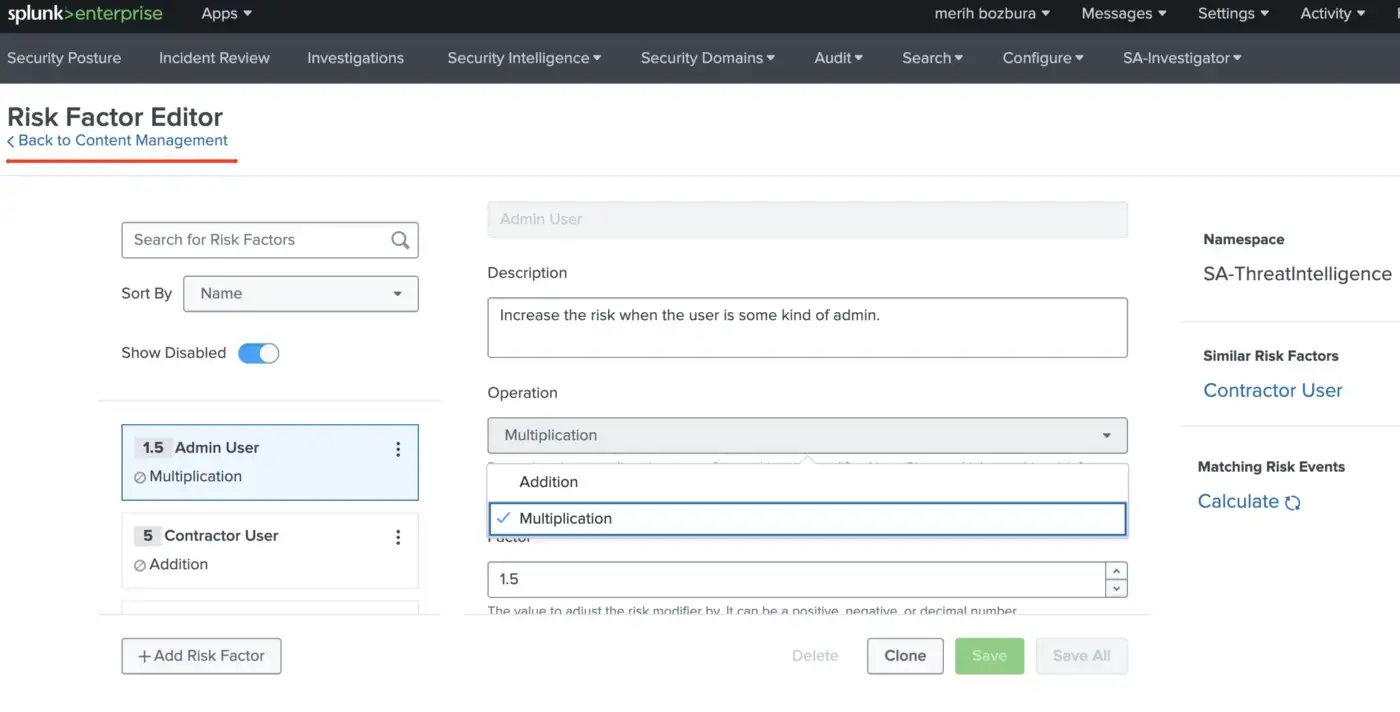 splunk>enterprise Apps merih bozbura Messages Settings Activity
Security Posture Incident Review Investigations Security Intelligence Security Domains Audit Search Configure SA-Investigator
Risk Factor Editor
Back to Content Management
Search for Risk Factors
Sort By Name
Show Disabled
1.5 Admin User
Multiplication
5 Contractor User
Addition
+ Add Risk Factor
Admin User
Description
Increase the risk when the user is some kind of admin.
Operation
Multiplication
Addition
Multiplication
Factor
1.5
The value to adjust the risk modifier by. It can be a positive, negative, or decimal number.
Delete Clone Save Save All
Namespace
SA-ThreatIntelligence
Similar Risk Factors
Contractor User
Matching Risk Events
Calculate